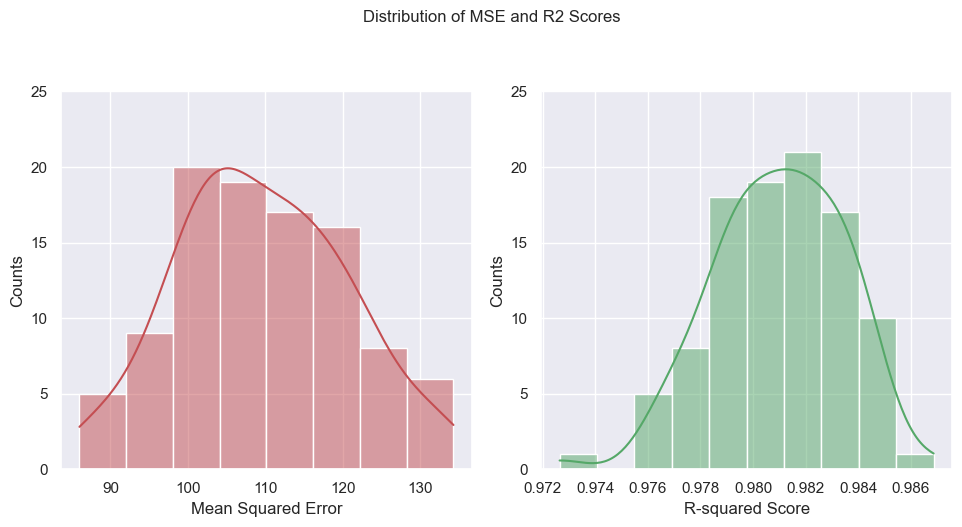 Distribution of MSE and R2 Scores
25
20
15
10
5
0
Counts
90 100 110 120 130
Mean Squared Error
25
20
15
10
5
0
Counts
0.972 0.974 0.976 0.978 0.980 0.982 0.984 0.986
R-squared Score